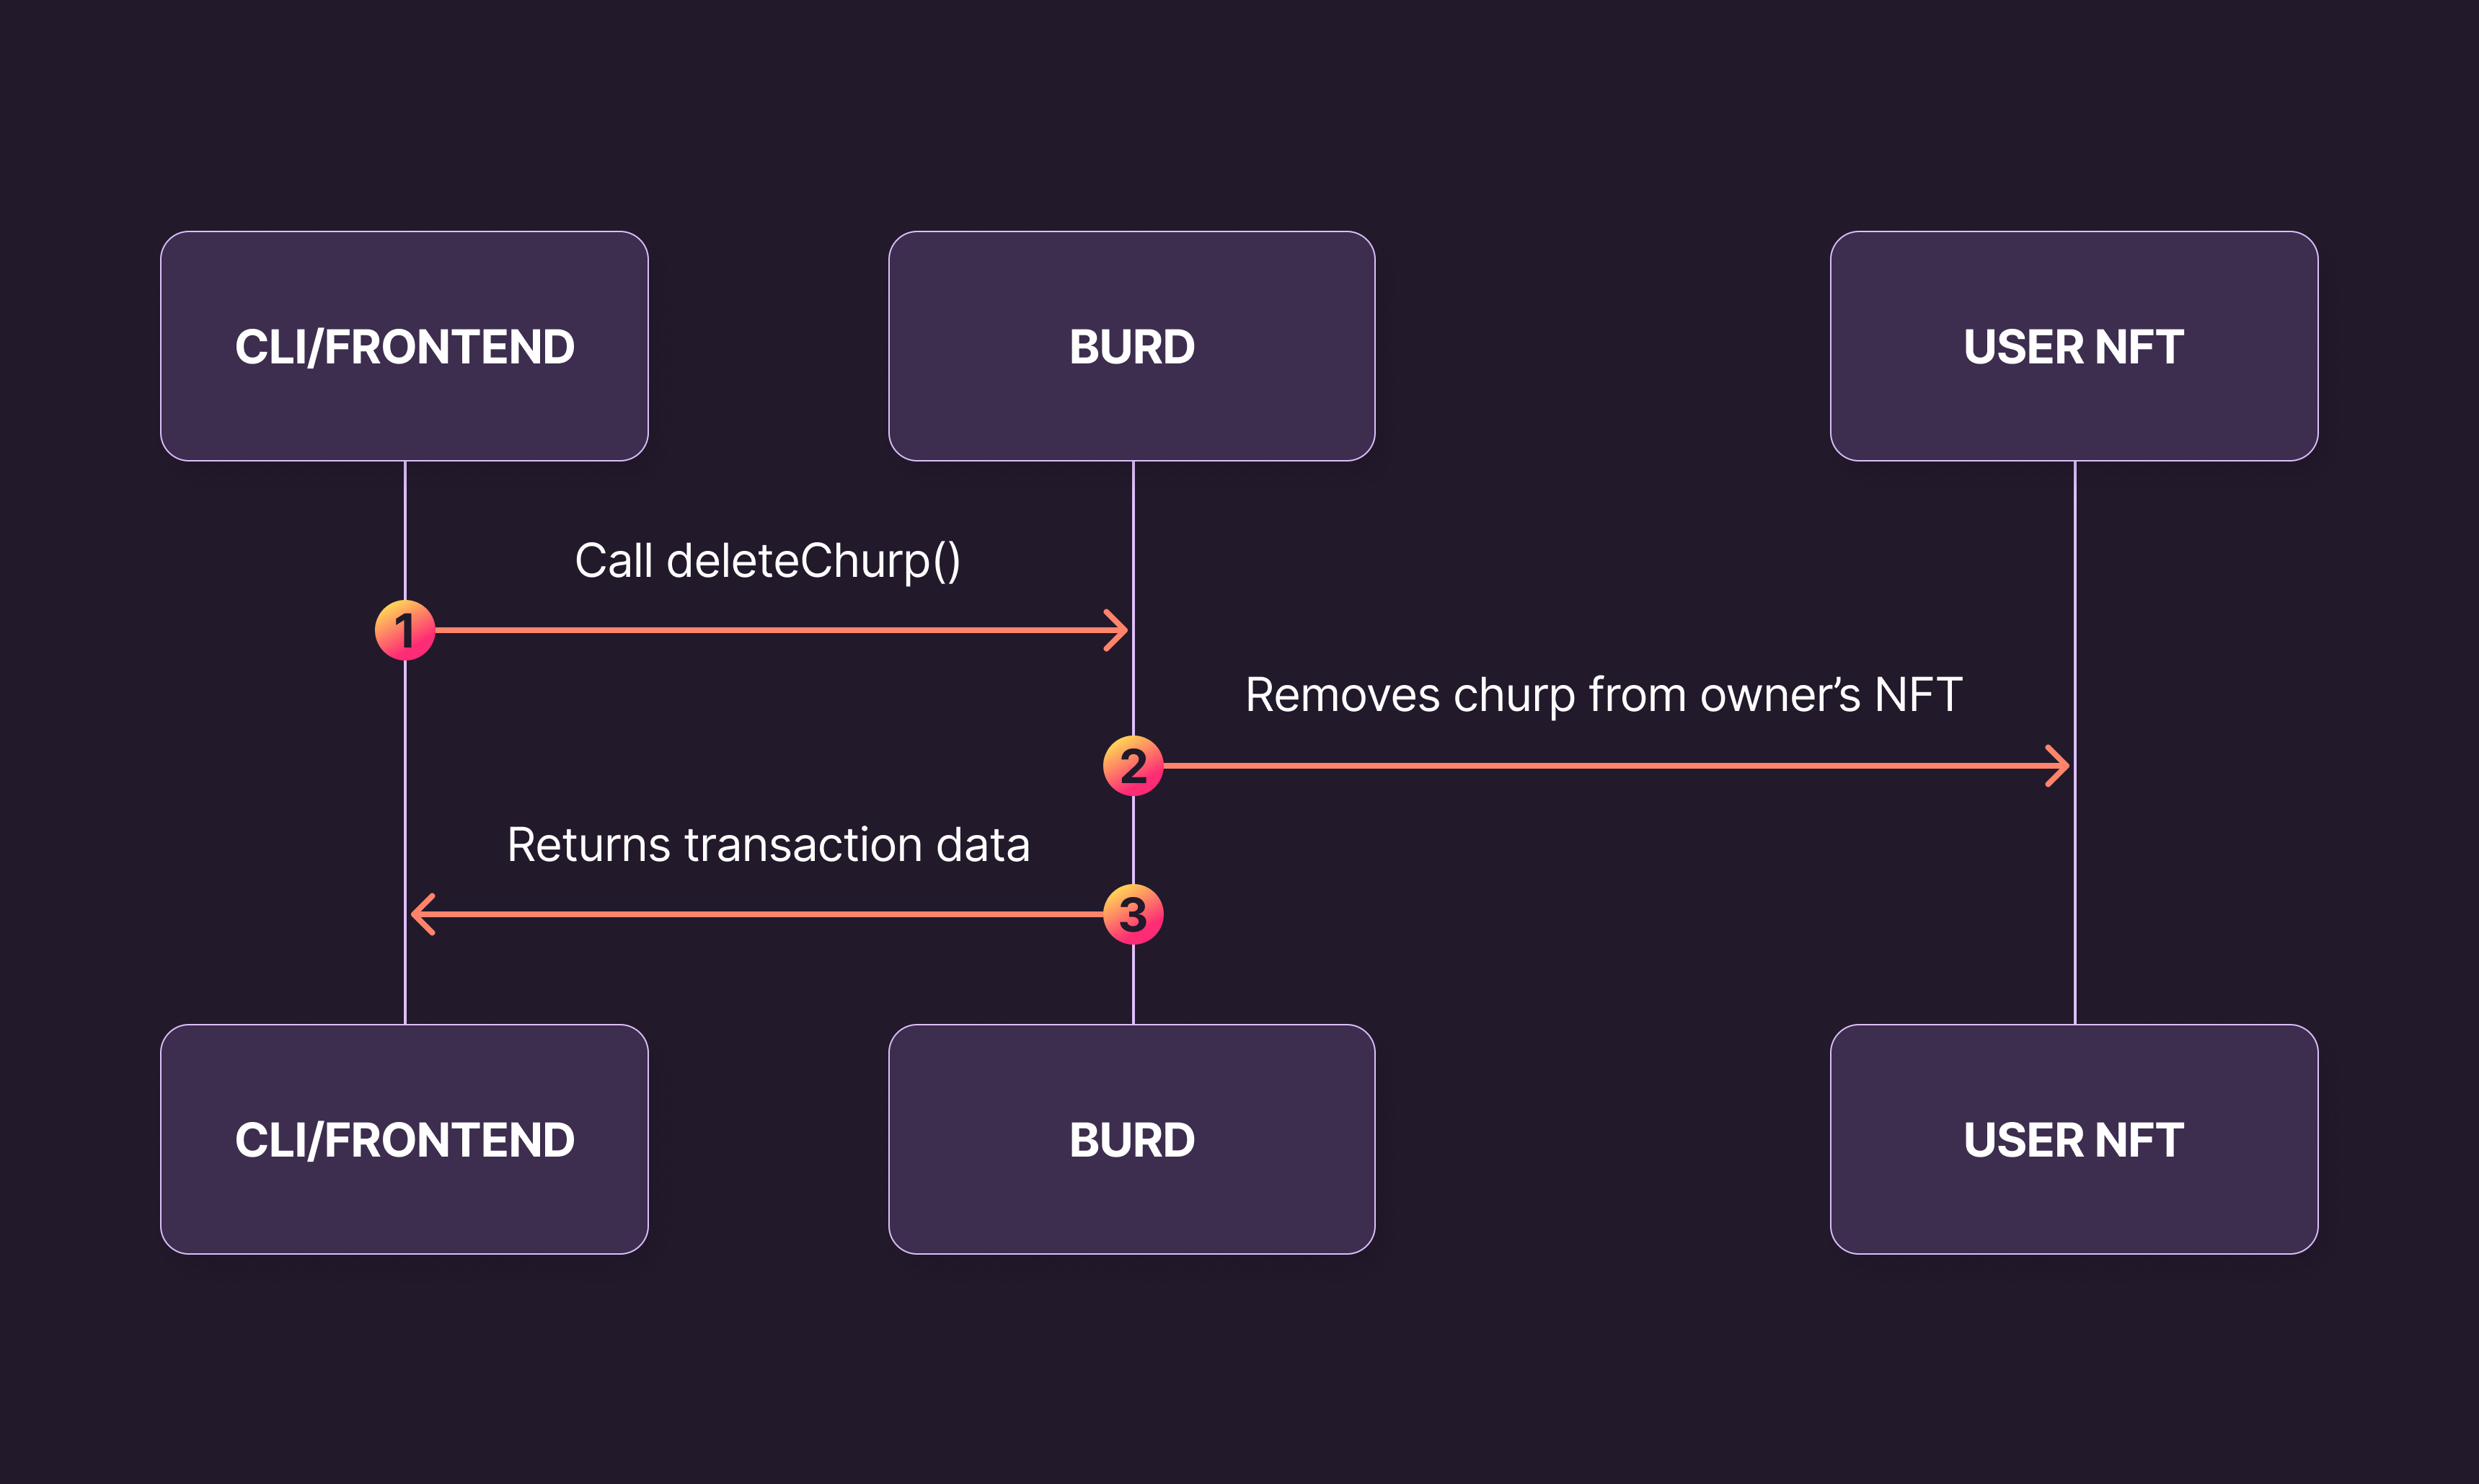 CLI/FRONTEND
BURD
USER NFT
Call deleteChurp()
1
Removes churp from owner’s NFT
2
Returns transaction data
3
CLI/FRONTEND
BURD
USER NFT